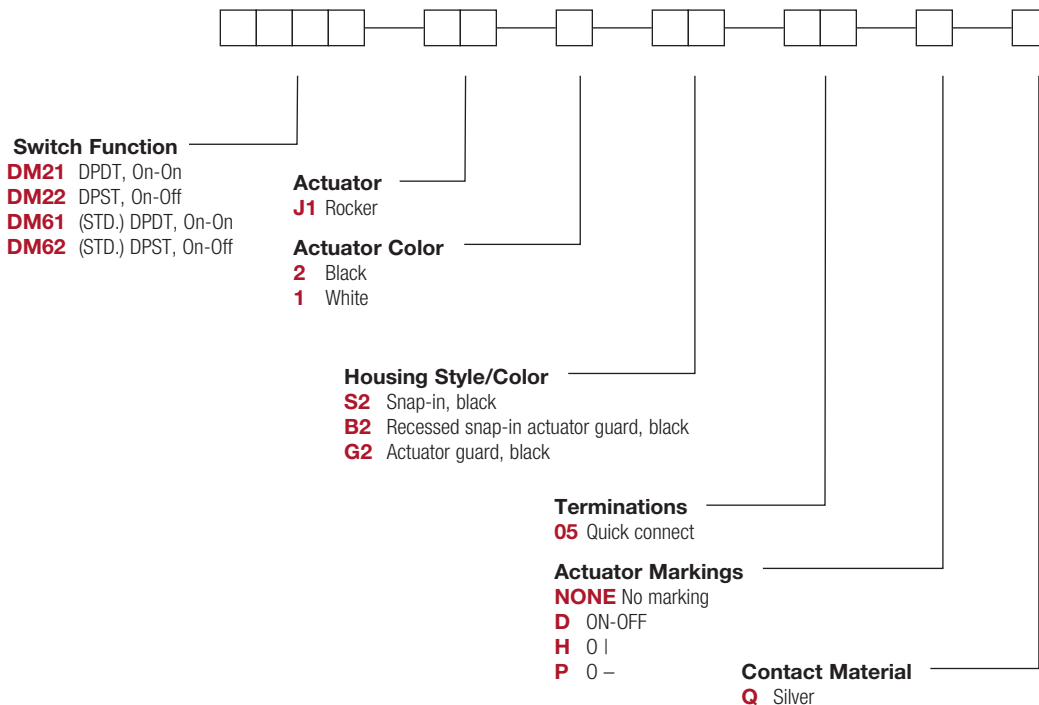 Switch Function
DM21 DPDT, On-On
DM22 DPST, On-Off
DM61 (STD.) DPDT, On-On
DM62 (STD.) DPST, On-Off
Actuator
J1 Rocker
Actuator Color
2 Black
1 White
Housing Style/Color
S2 Snap-in, black
B2 Recessed snap-in actuator guard, black
G2 Actuator guard, black
Terminations
05 Quick connect
Actuator Markings
NONE No marking
D ON-OFF
H O |
P O –
Contact Material
Q Silver